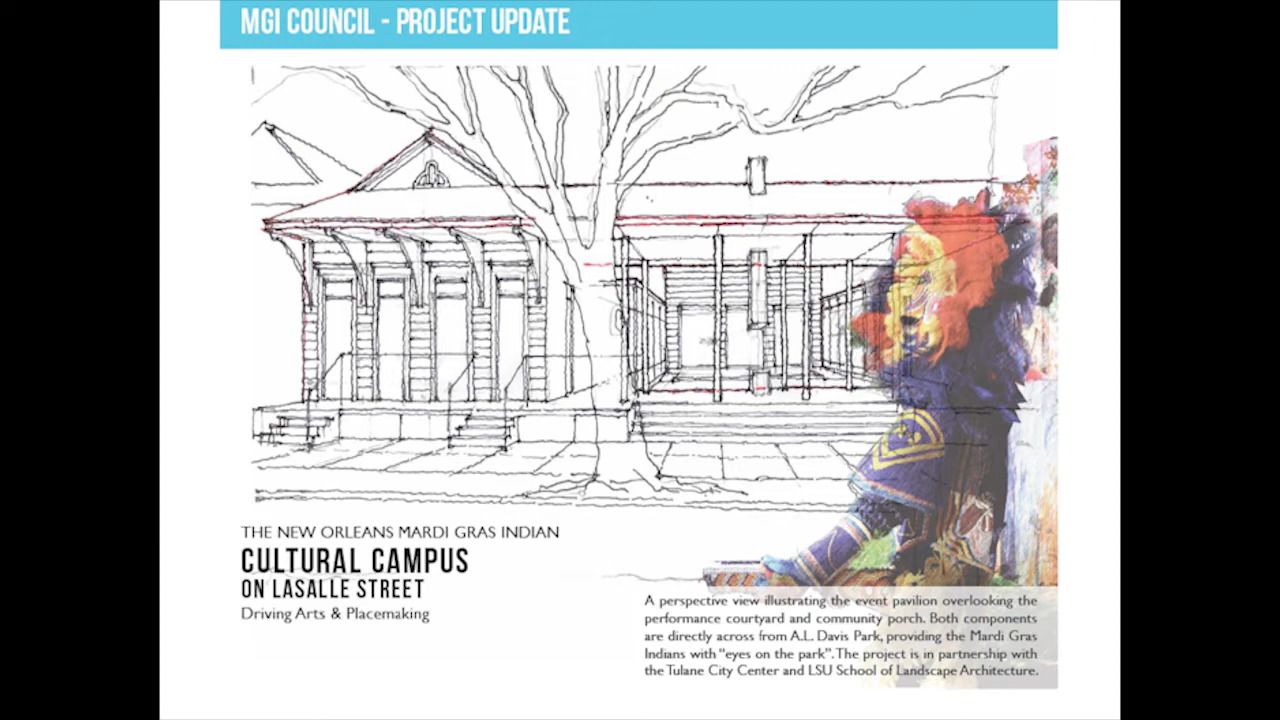 MGI COUNCIL - PROJECT UPDATE
THE NEW ORLEANS MARDI GRAS INDIAN
CULTURAL CAMPUS
ON LASALLE STREET
Driving Arts & Placemaking
A perspective view illustrating the event pavilion overlooking the
performance courtyard and community porch. Both components
are directly across from A.L. Davis Park, providing the Mardi Gras
Indians with “eyes on the park”. The project is in partnership with
the Tulane City Center and LSU School of Landscape Architecture.